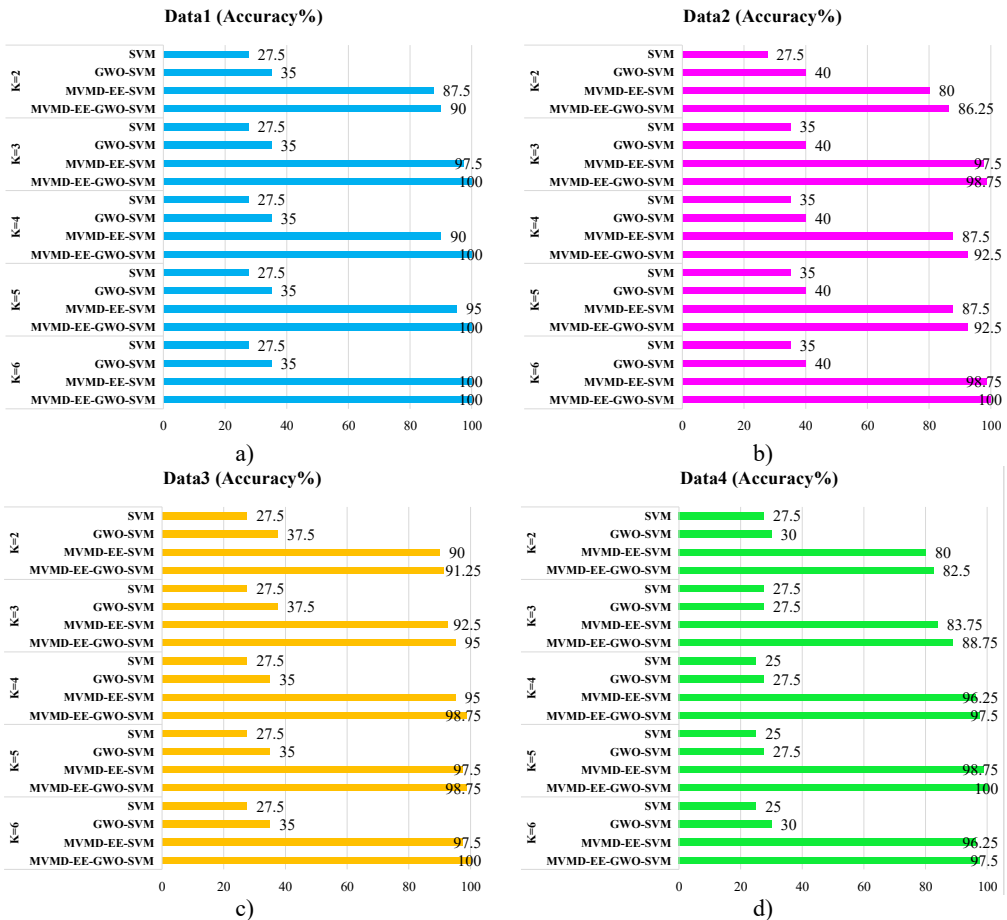 Data1 (Accuracy%)
K=2
SVM 27.5
GWO-SVM 35
MVMD-EE-SVM 87.5
MVMD-EE-GWO-SVM 90
K=3
SVM 27.5
GWO-SVM 35
MVMD-EE-SVM 97.5
MVMD-EE-GWO-SVM 100
K=4
SVM 27.5
GWO-SVM 35
MVMD-EE-SVM 90
MVMD-EE-GWO-SVM 100
K=5
SVM 27.5
GWO-SVM 35
MVMD-EE-SVM 95
MVMD-EE-GWO-SVM 100
K=6
SVM 27.5
GWO-SVM 35
MVMD-EE-SVM 100
MVMD-EE-GWO-SVM 100
0 20 40 60 80 100
a)
Data2 (Accuracy%)
K=2
SVM 27.5
GWO-SVM 40
MVMD-EE-SVM 80
MVMD-EE-GWO-SVM 86.25
K=3
SVM 35
GWO-SVM 40
MVMD-EE-SVM 97.5
MVMD-EE-GWO-SVM 98.75
K=4
SVM 35
GWO-SVM 40
MVMD-EE-SVM 87.5
MVMD-EE-GWO-SVM 92.5
K=5
SVM 35
GWO-SVM 40
MVMD-EE-SVM 87.5
MVMD-EE-GWO-SVM 92.5
K=6
SVM 35
GWO-SVM 40
MVMD-EE-SVM 98.75
MVMD-EE-GWO-SVM 100
0 20 40 60 80 100
b)
Data3 (Accuracy%)
K=2
SVM 27.5
GWO-SVM 37.5
MVMD-EE-SVM 90
MVMD-EE-GWO-SVM 91.25
K=3
SVM 27.5
GWO-SVM 37.5
MVMD-EE-SVM 92.5
MVMD-EE-GWO-SVM 95
K=4
SVM 27.5
GWO-SVM 35
MVMD-EE-SVM 95
MVMD-EE-GWO-SVM 98.75
K=5
SVM 27.5
GWO-SVM 35
MVMD-EE-SVM 97.5
MVMD-EE-GWO-SVM 98.75
K=6
SVM 27.5
GWO-SVM 35
MVMD-EE-SVM 97.5
MVMD-EE-GWO-SVM 100
0 20 40 60 80 100
c)
Data4 (Accuracy%)
K=2
SVM 27.5
GWO-SVM 30
MVMD-EE-SVM 80
MVMD-EE-GWO-SVM 82.5
K=3
SVM 27.5
GWO-SVM 27.5
MVMD-EE-SVM 83.75
MVMD-EE-GWO-SVM 88.75
K=4
SVM 25
GWO-SVM 27.5
MVMD-EE-SVM 96.25
MVMD-EE-GWO-SVM 97.5
K=5
SVM 25
GWO-SVM 27.5
MVMD-EE-SVM 98.75
MVMD-EE-GWO-SVM 100
K=6
SVM 25
GWO-SVM 30
MVMD-EE-SVM 96.25
MVMD-EE-GWO-SVM 97.5
0 20 40 60 80 100
d)